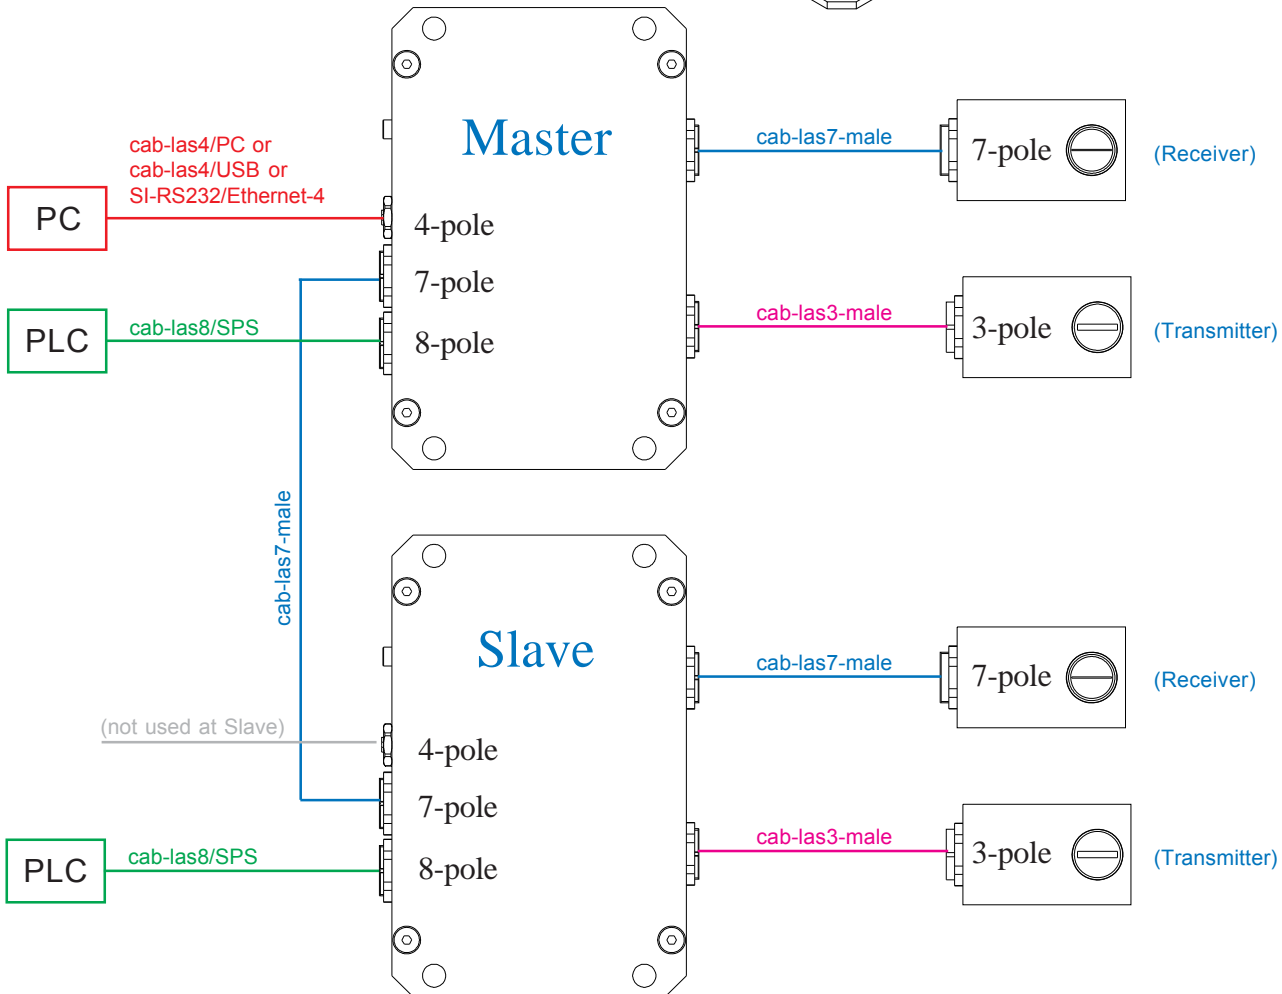 Master
cab-las4/PC or
cab-las4/USB or
SI-RS232/Ethernet-4
PC
4-pole
7-pole
PLC
cab-las8/SPS
8-pole
cab-las7-male
7-pole
(Receiver)
cab-las3-male
3-pole
(Transmitter)
cab-las7-male
Slave
cab-las7-male
7-pole
(Receiver)
(not used at Slave)
4-pole
7-pole
PLC
cab-las8/SPS
8-pole
cab-las3-male
3-pole
(Transmitter)